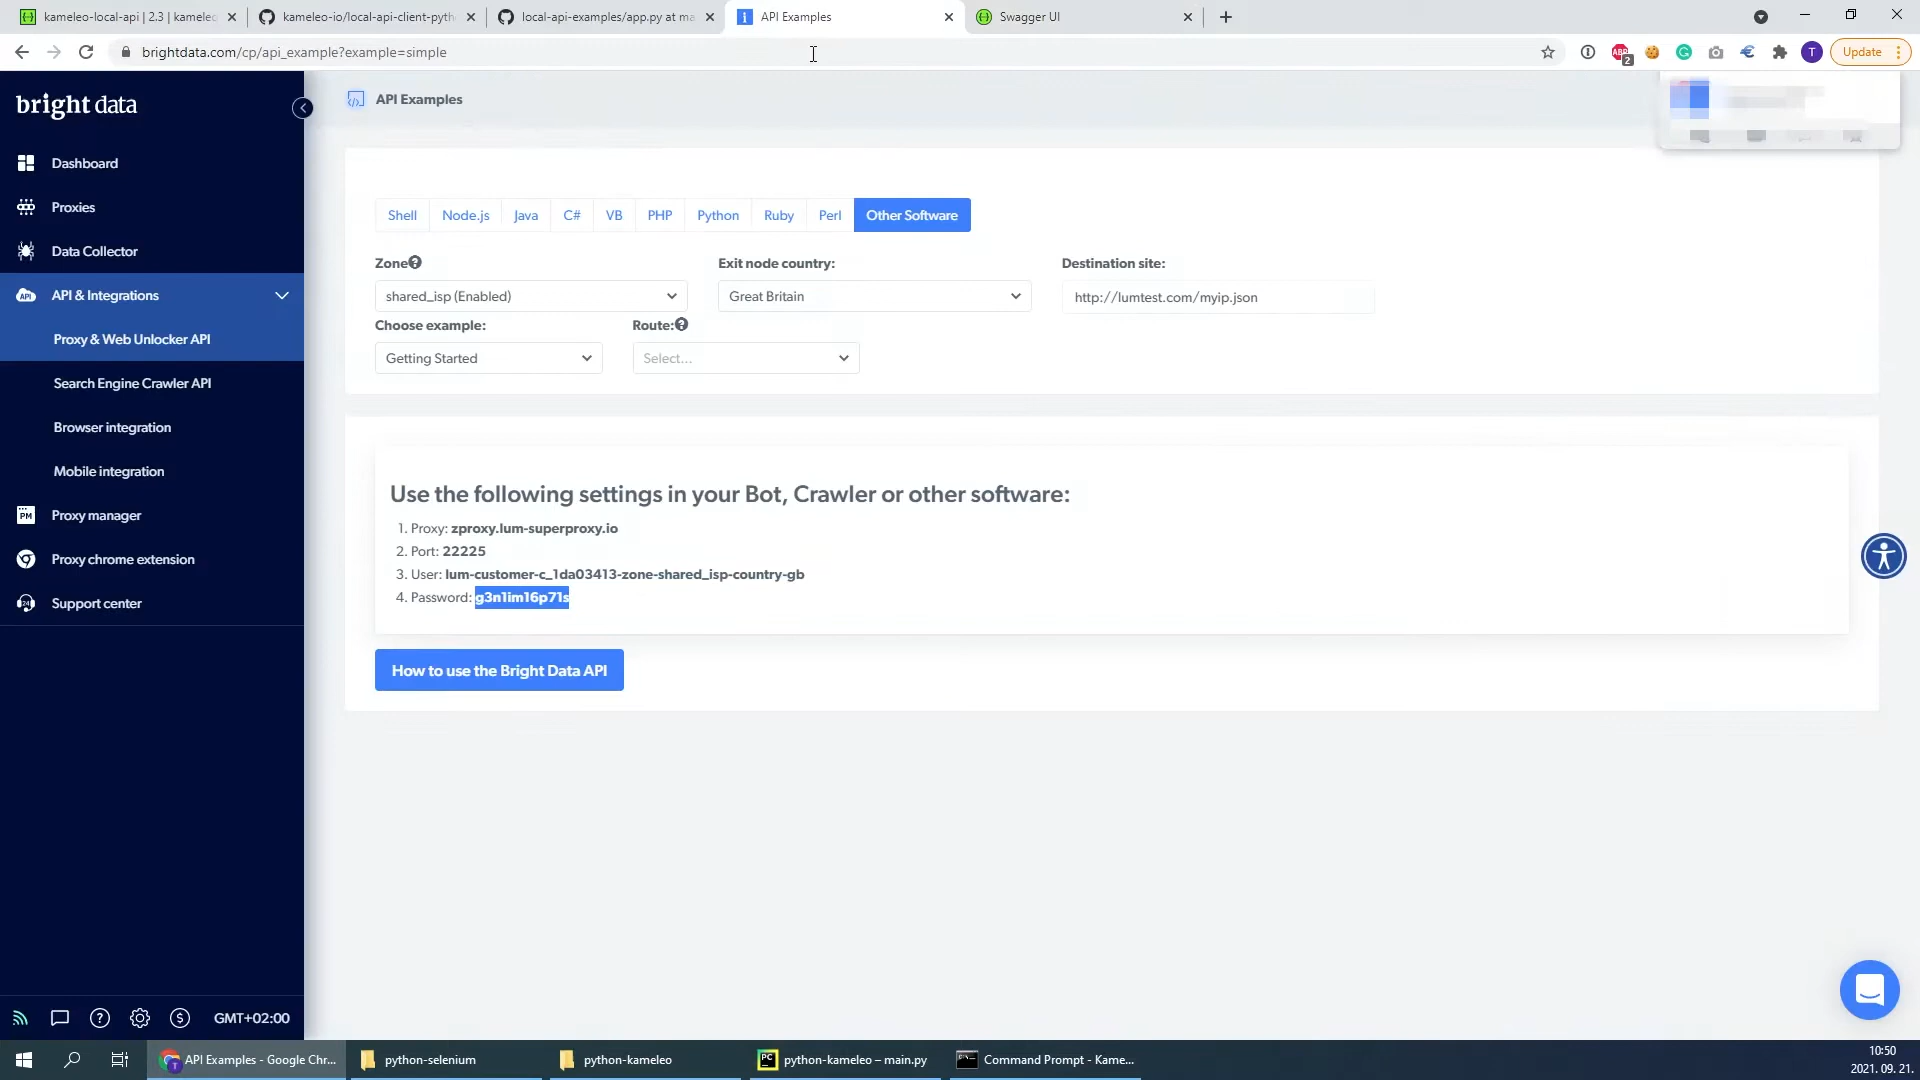 kameleo-local-api | 2.3 | kamele
kameleo-io/local-api-client-pyth
local-api-examples/app.py at ma
API Examples
Swagger UI
brightdata.com/cp/api_example?example=simple
ABP
2
G
T
Update
bright data
API Examples
Dashboard
Proxies
Data Collector
API & Integrations
Proxy & Web Unlocker API
Search Engine Crawler API
Browser integration
Mobile integration
Proxy manager
Proxy chrome extension
Support center
GMT+02:00
Shell
Node.js
Java
C#
VB
PHP
Python
Ruby
Perl
Other Software
Zone
Exit node country:
Destination site:
shared_isp (Enabled)
Great Britain
http://lumtest.com/myip.json
Choose example:
Route:
Getting Started
Select...
Use the following settings in your Bot, Crawler or other software:
1. Proxy: zproxy.lum-superproxy.io
2. Port: 22225
3. User: lum-customer-c_1da03413-zone-shared_isp-country-gb
4. Password: g3n1im16p71s
How to use the Bright Data API
API Examples - Google Chr...
python-selenium
python-kameleo
python-kameleo – main.py
Command Prompt - Kame...
10:50
2021. 09. 21.